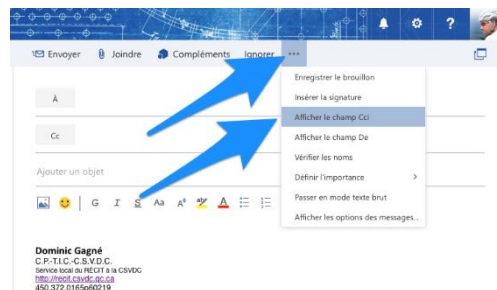 ?
Envoyer Joindre Compléments Ignorer ...
Enregistrer le brouillon
Insérer la signature
À
Afficher le champ Cci
Cc
Afficher le champ De
Vérifier les noms
Ajouter un objet
Définir l'importance >
Passer en mode texte brut
G I S Aa A ab A
Afficher les options des messages...
Dominic Gagné
C.P.-T.I.C.-C.S.V.D.C.
Service local du RÉCIT à la CSVDC
http://recit.csvdc.qc.ca
450.372.0165p60219